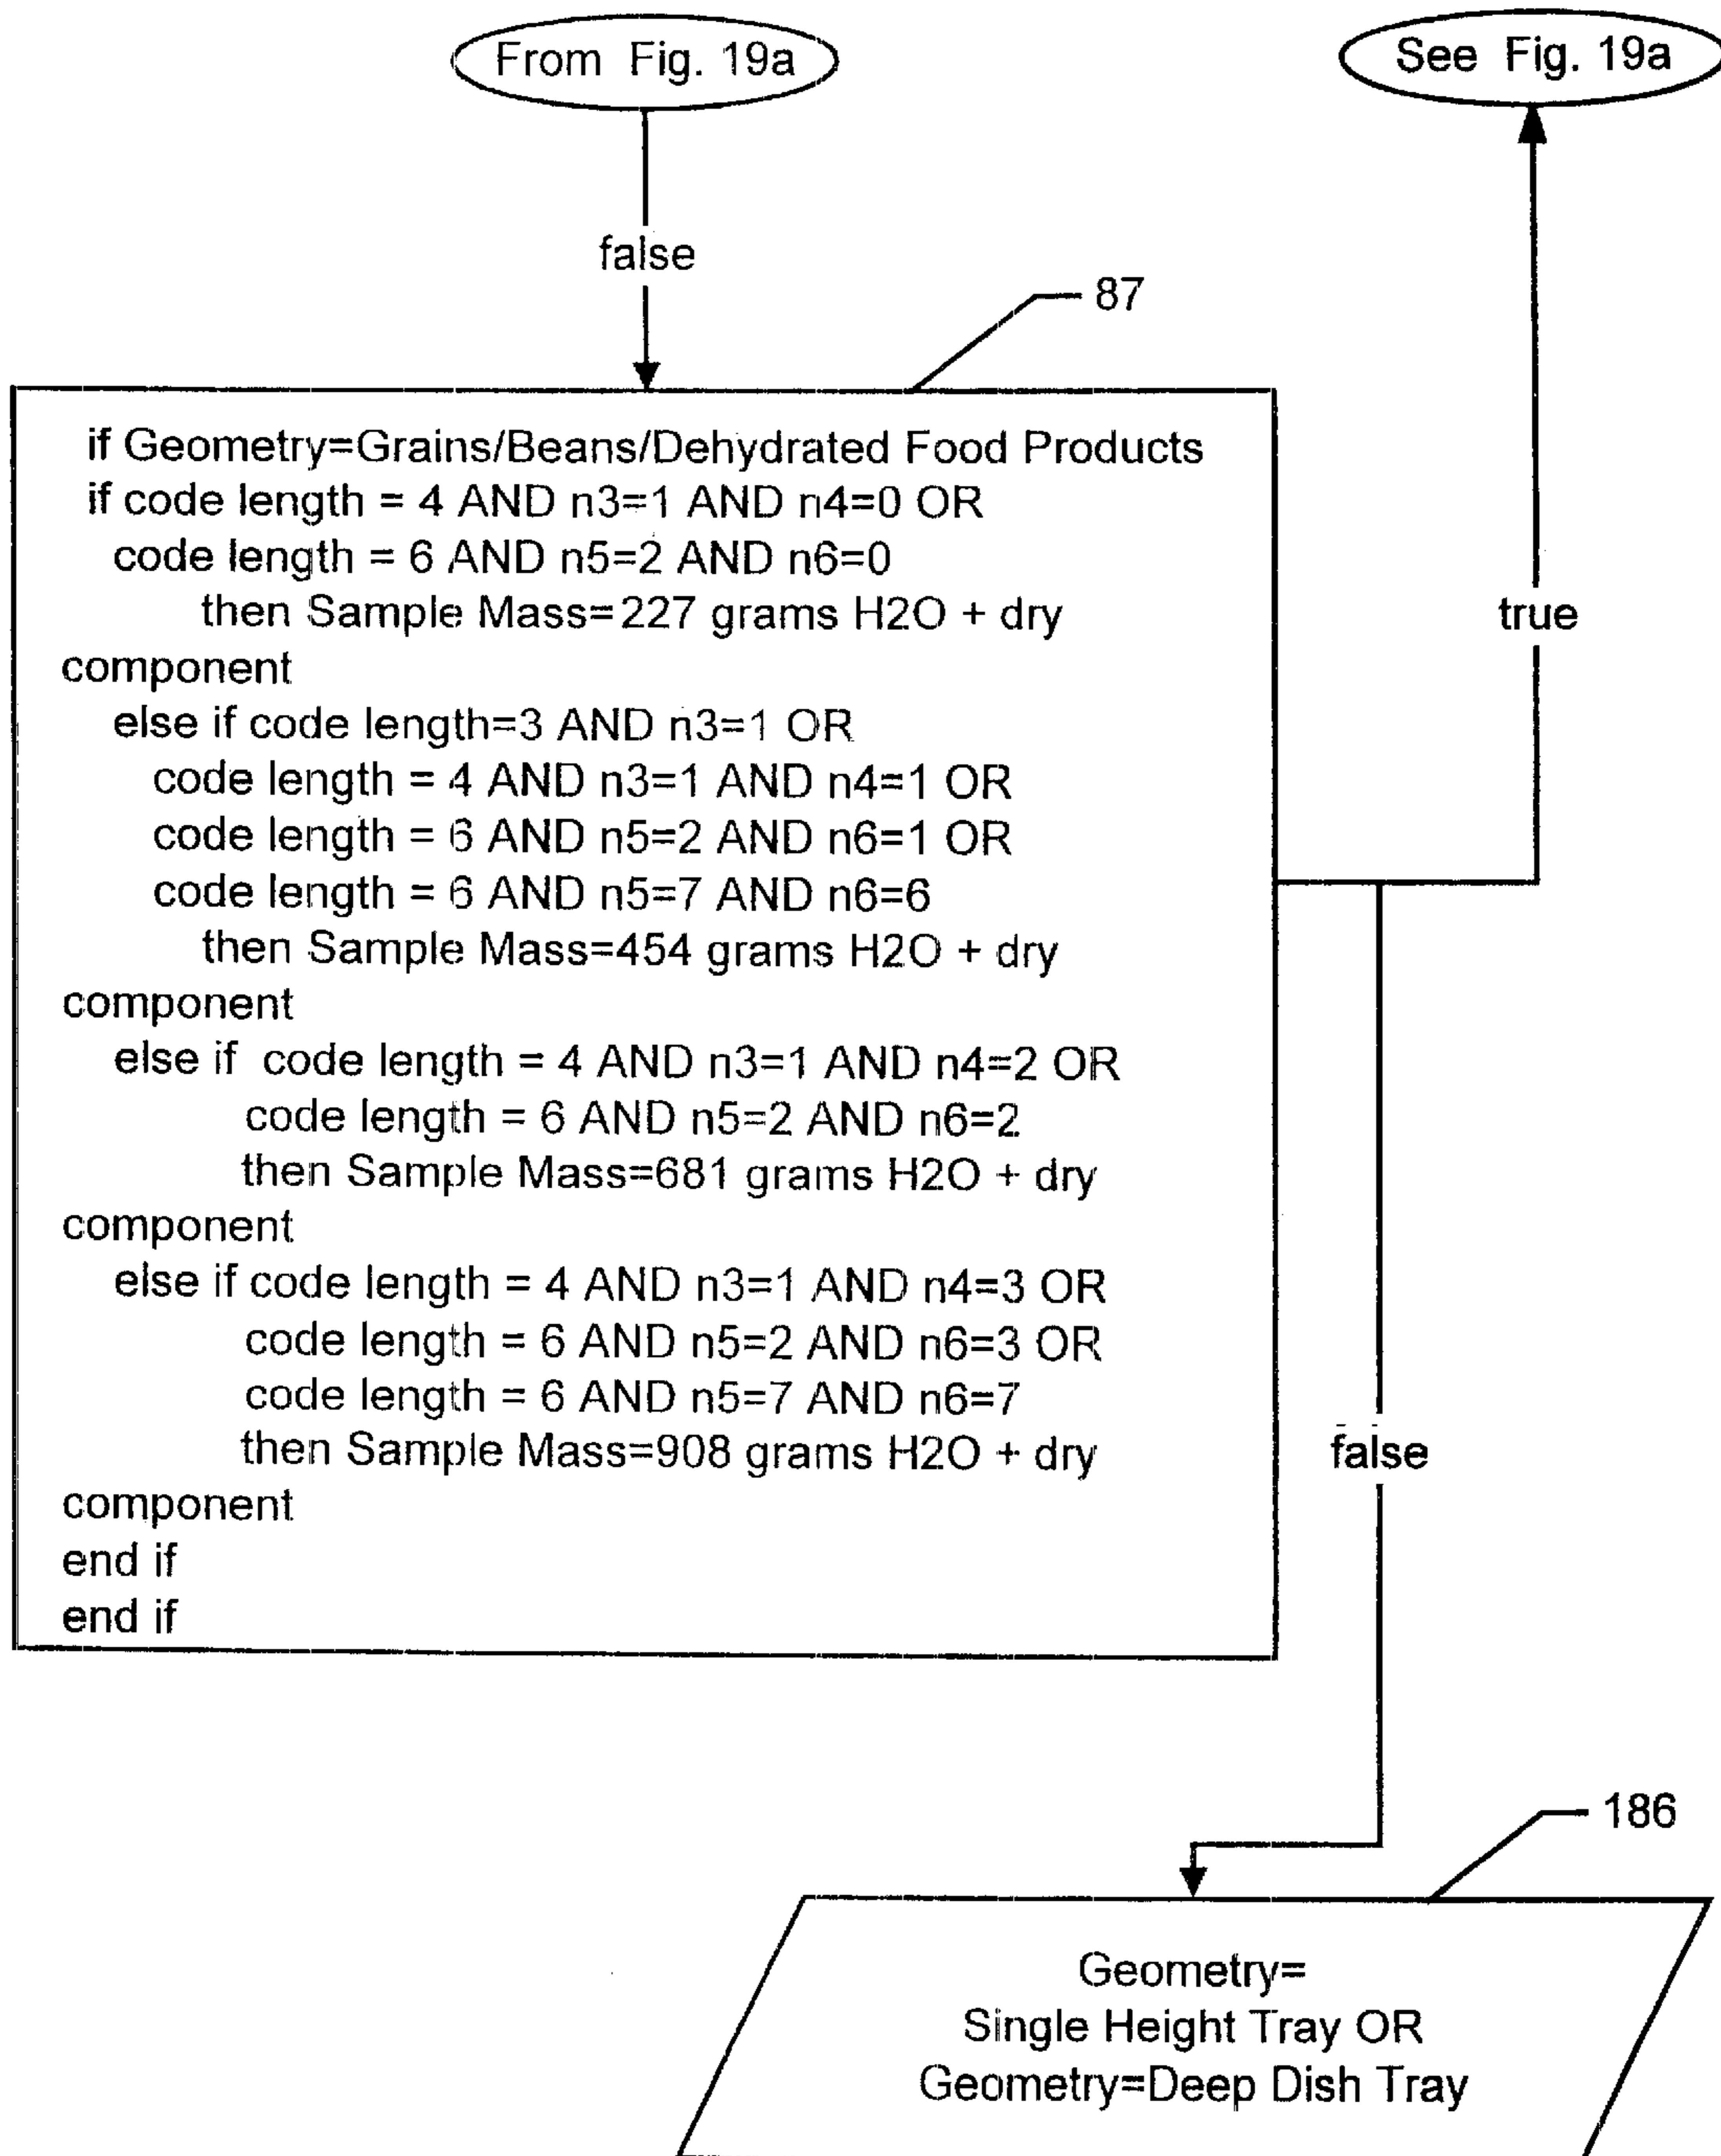 From Fig. 19a
See Fig. 19a
false
87
if Geometry=Grains/Beans/Dehydrated Food Products
if code length = 4 AND n3=1 AND n4=0 OR
code length = 6 AND n5=2 AND n6=0
then Sample Mass=227 grams H2O + dry
component
else if code length=3 AND n3=1 OR
code length = 4 AND n3=1 AND n4=1 OR
code length = 6 AND n5=2 AND n6=1 OR
code length = 6 AND n5=7 AND n6=6
then Sample Mass=454 grams H2O + dry
component
else if code length = 4 AND n3=1 AND n4=2 OR
code length = 6 AND n5=2 AND n6=2
then Sample Mass=681 grams H2O + dry
component
else if code length = 4 AND n3=1 AND n4=3 OR
code length = 6 AND n5=2 AND n6=3 OR
code length = 6 AND n5=7 AND n6=7
then Sample Mass=908 grams H2O + dry
component
end if
end if
true
false
186
Geometry=
Single Height Tray OR
Geometry=Deep Dish Tray